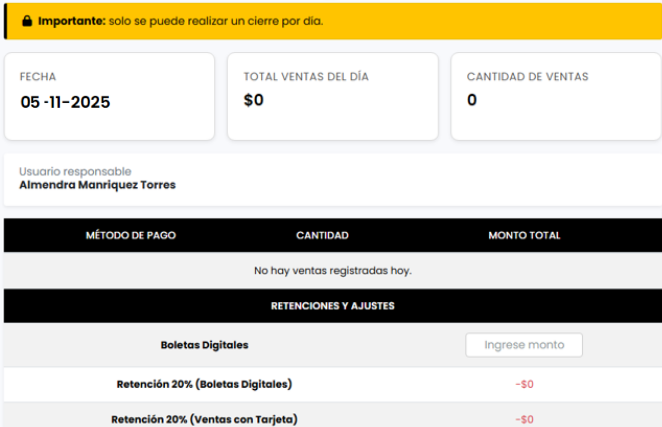 Importante: solo se puede realizar un cierre por día.
FECHA
05 -11-2025
TOTAL VENTAS DEL DÍA
$0
CANTIDAD DE VENTAS
0
Usuario responsable
Almendra Manriquez Torres
MÉTODO DE PAGO CANTIDAD MONTO TOTAL
No hay ventas registradas hoy.
RETENCIONES Y AJUSTES
Boletas Digitales Ingrese monto
Retención 20% (Boletas Digitales) -$0
Retención 20% (Ventas con Tarjeta) -$0